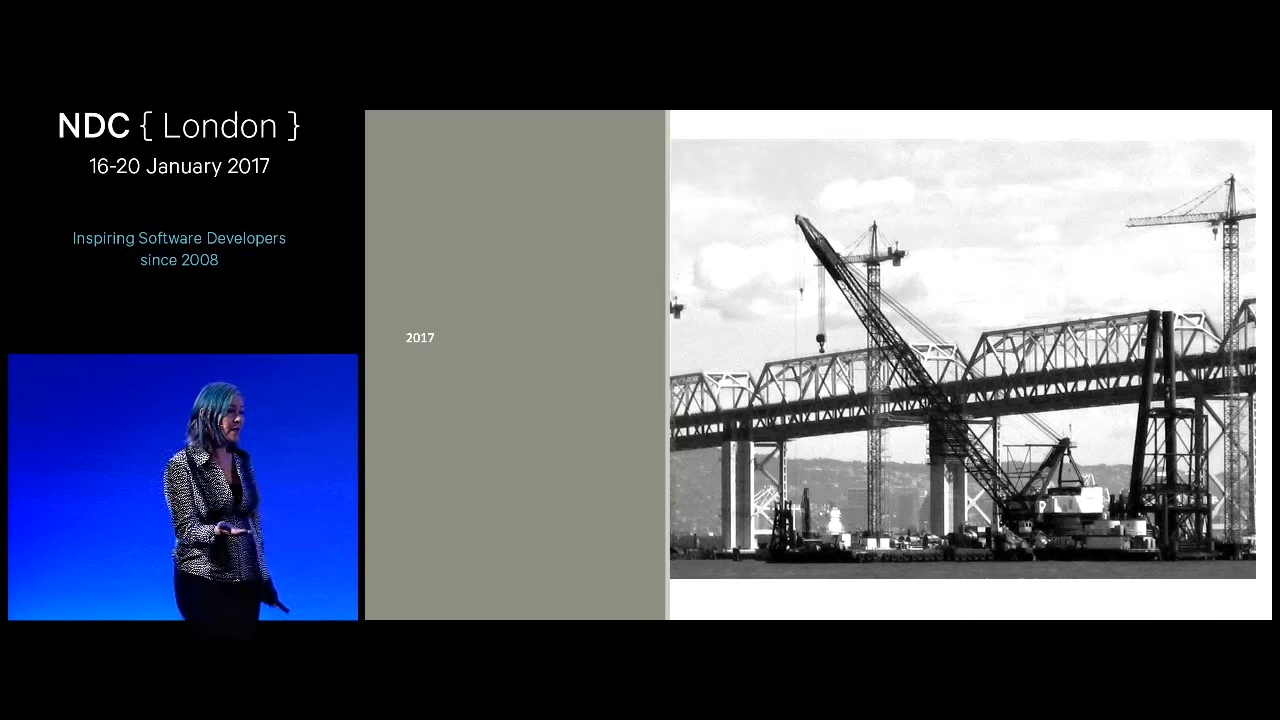 NDC { London }
16-20 January 2017
Inspiring Software Developers
since 2008
2017